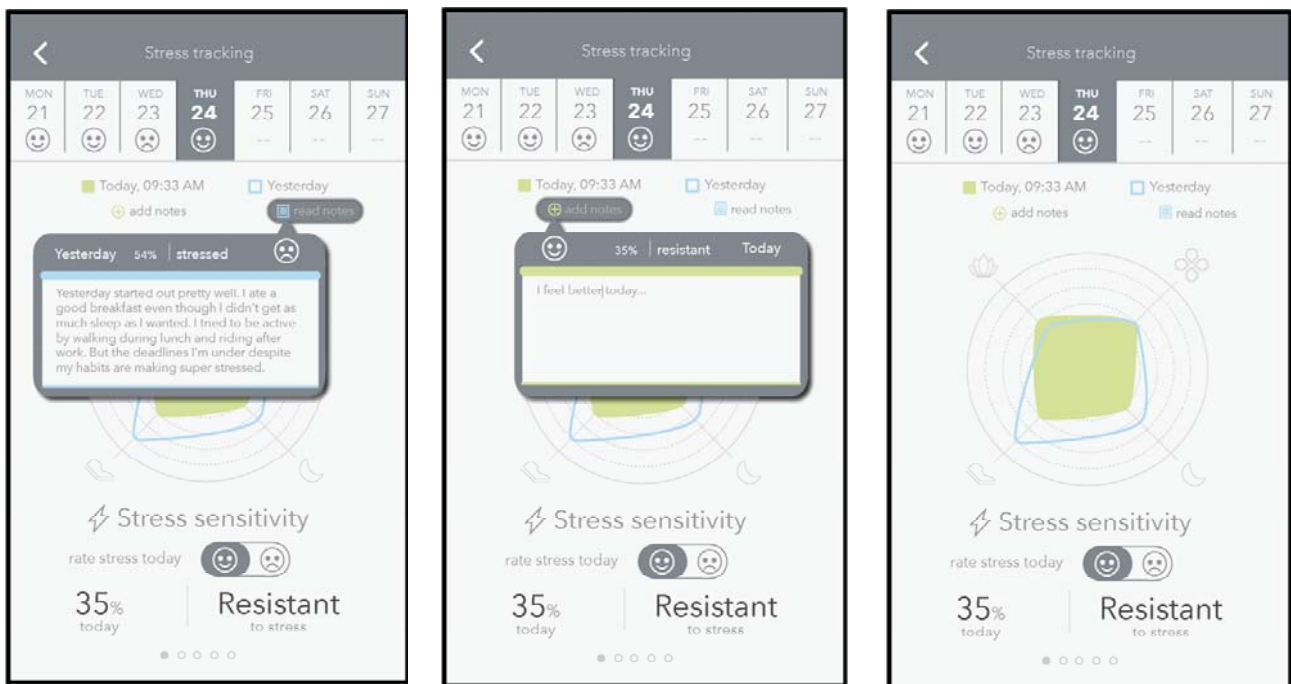 Stress tracking
MON TUE WED THU FRI SAT SUN
21 22 23 24 25 26 27
-- -- --
Today, 09:33 AM Yesterday
add notes read notes
Yesterday 54% stressed
Yesterday started out pretty well. I ate a
good breakfast even though I didn't get as
much sleep as I wanted. I tried to be active
by walking during lunch and riding after
work. But the deadlines I'm under despite
my habits are making super stressed.
Stress sensitivity
rate stress today
35% Resistant
today to stress
Stress tracking
MON TUE WED THU FRI SAT SUN
21 22 23 24 25 26 27
-- -- --
Today, 09:33 AM Yesterday
add notes read notes
35% resistant Today
I feel better today...
Stress sensitivity
rate stress today
35% Resistant
today to stress
Stress tracking
MON TUE WED THU FRI SAT SUN
21 22 23 24 25 26 27
-- -- --
Today, 09:33 AM Yesterday
add notes read notes
Stress sensitivity
rate stress today
35% Resistant
today to stress